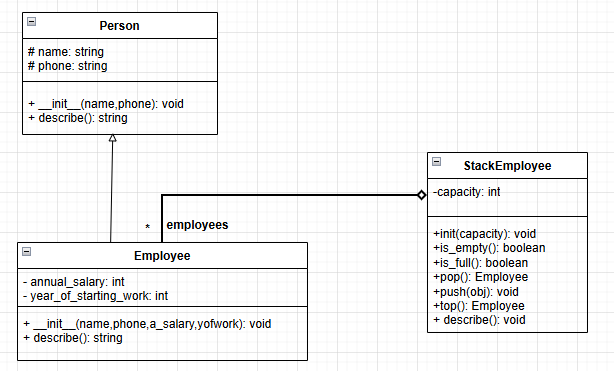 Person
# name: string
# phone: string
+ __init__(name,phone): void
+ describe(): string
StackEmployee
-capacity: int
+init(capacity): void
+is_empty(): boolean
+is_full(): boolean
+pop(): Employee
+push(obj): void
+top(): Employee
+ describe(): void
* employees
Employee
- annual_salary: int
- year_of_starting_work: int
+ __init__(name,phone,a_salary,yofwork): void
+ describe(): string